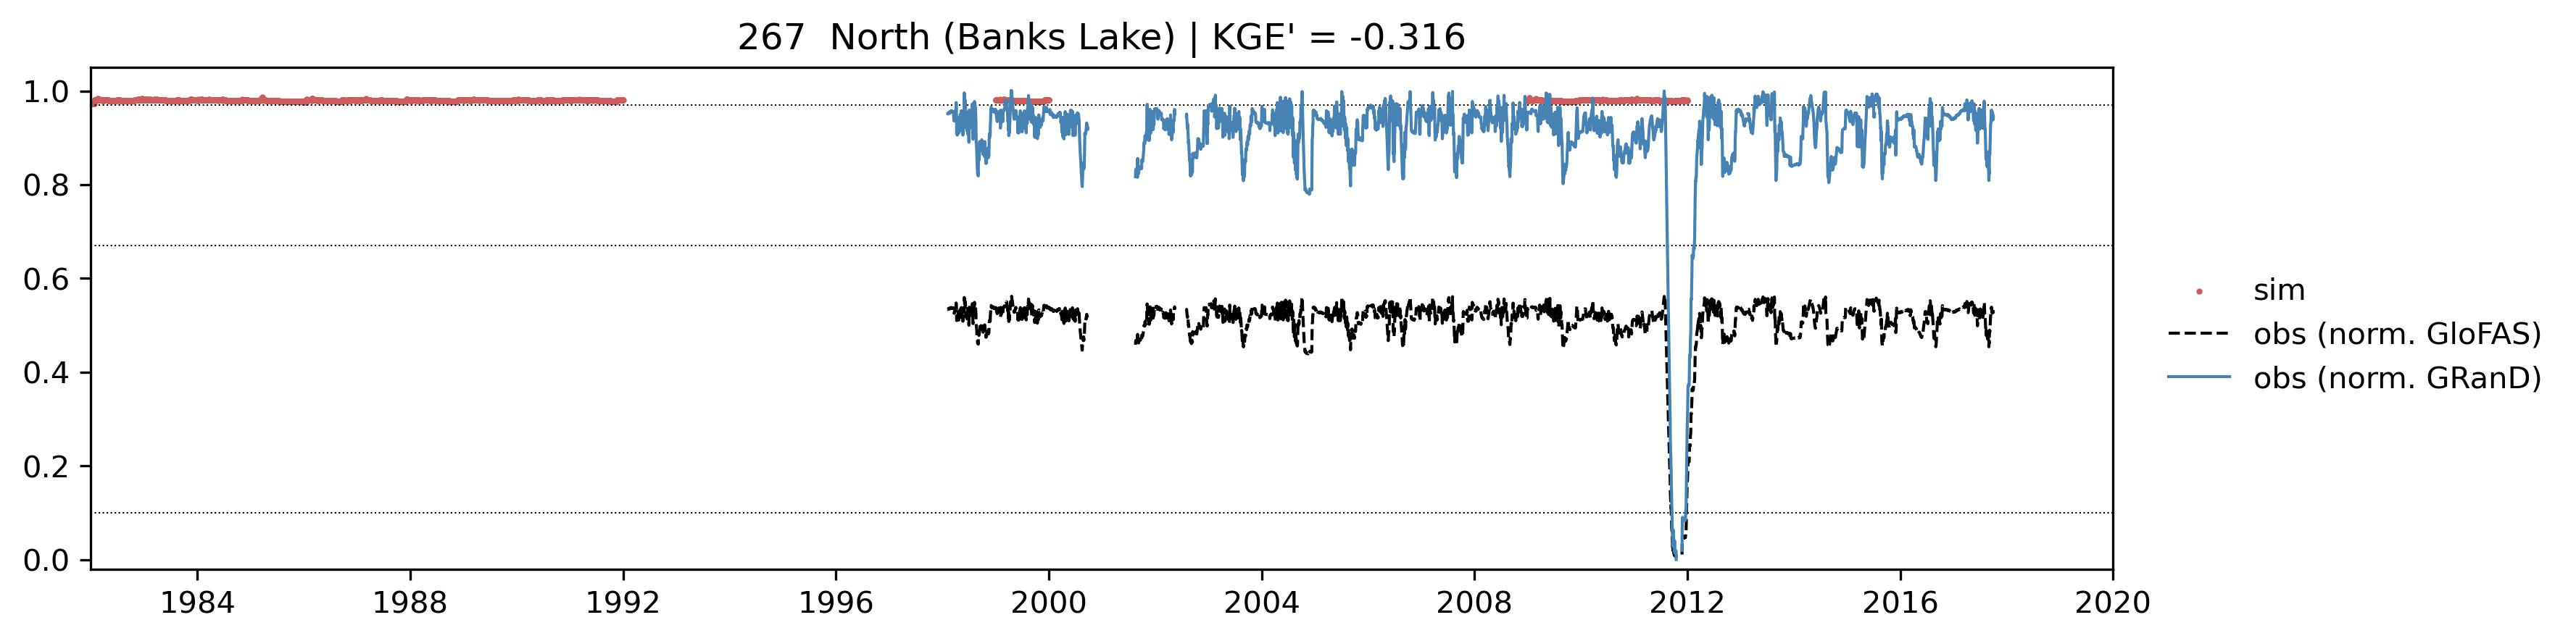 267  North (Banks Lake) | KGE' = -0.316
1.0
0.8
0.6
0.4
0.2
0.0
1984 1988 1992 1996 2000 2004 2008 2012 2016 2020
sim
obs (norm. GloFAS)
obs (norm. GRanD)